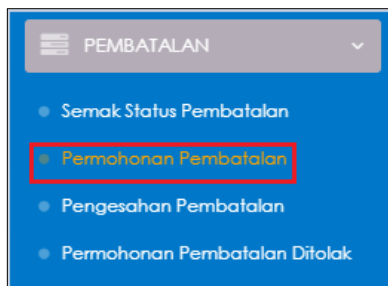 PEMBATALAN
Semak Status Pembatalan
Permohonan Pembatalan
Pengesahan Pembatalan
Permohonan Pembatalan Ditolak